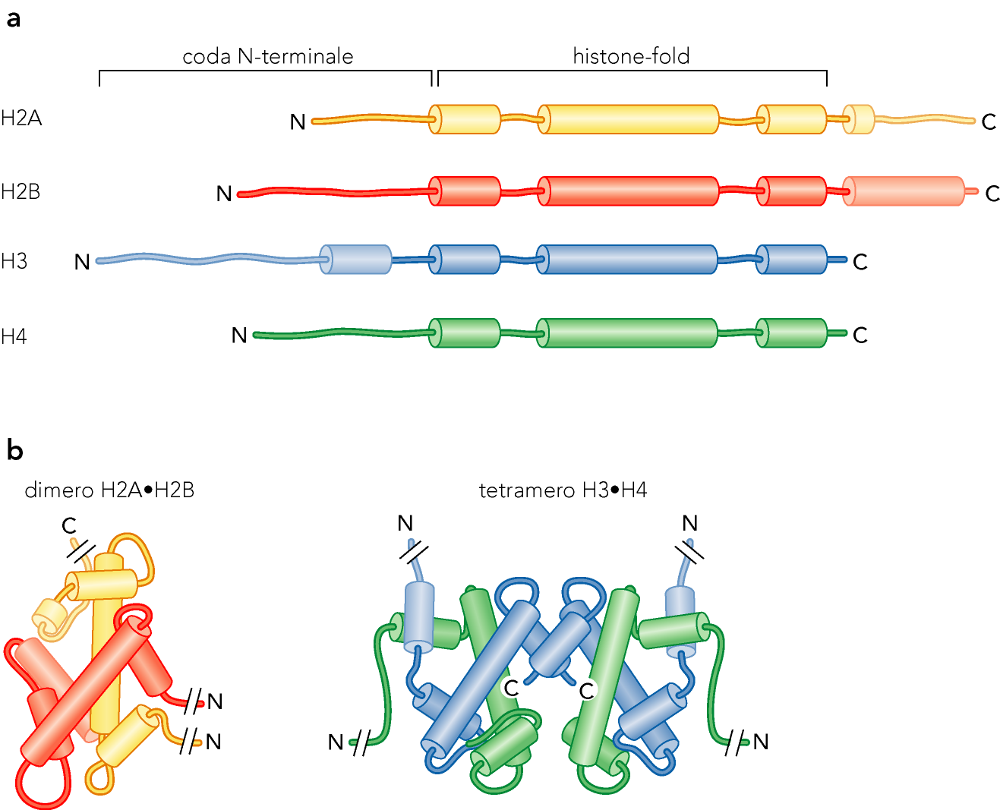 a
coda N-terminale histone-fold
H2A N C
H2B N C
H3 N C
H4 N C
b
dimero H2A•H2B tetramero H3•H4
C N N
C C
N
N N N